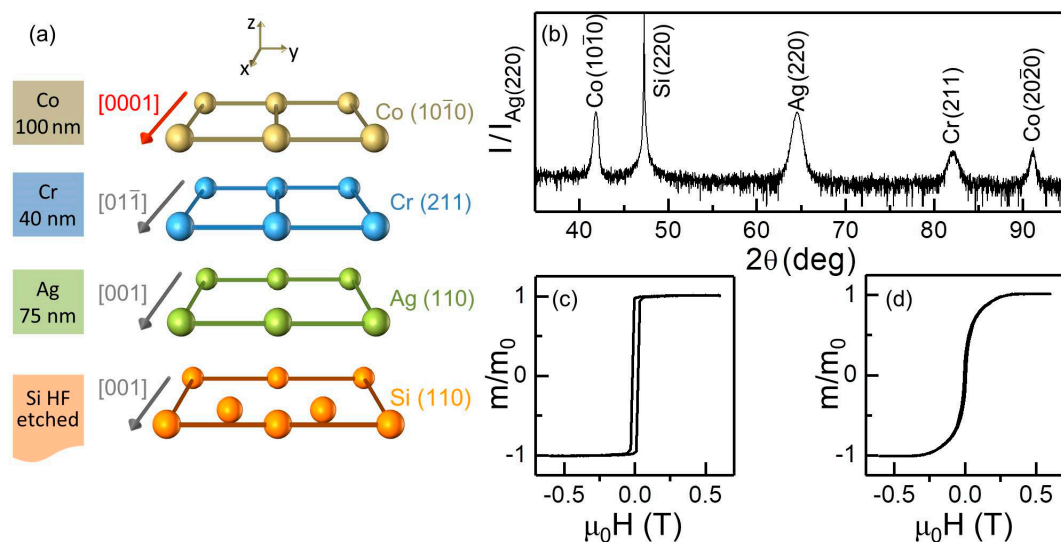 (a)
z
y
x
Co
100 nm
[0001]
Co (101̄0)
Cr
40 nm
[011̄]
Cr (211)
Ag
75 nm
[001]
Ag (110)
Si HF
etched
[001]
Si (110)
(b)
I / I Ag(220)
Co(101̄0)
Si(220)
Ag(220)
Cr(211)
Co(202̄0)
40 50 60 70 80 90
2θ (deg)
(c)
m/m₀
1
0
-1
-0.5 0.0 0.5
μ₀H (T)
(d)
m/m₀
1
0
-1
-0.5 0.0 0.5
μ₀H (T)